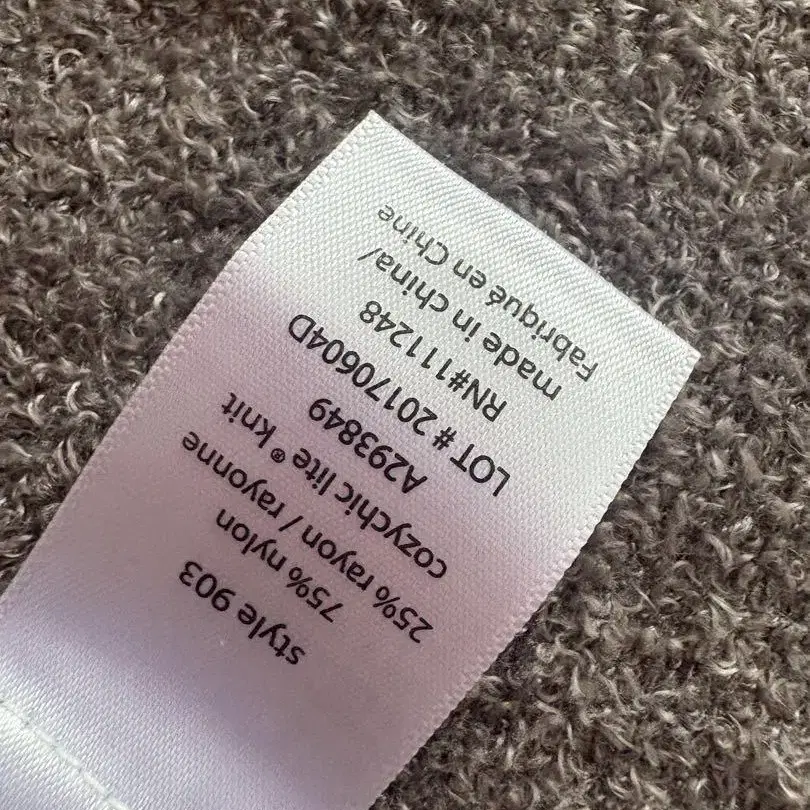 style 903
75% nylon
25% rayon / rayonne
cozychic lite® knit
A293849
LOT # 20170604D
RN#111248
made in china/
Fabriqué en Chine